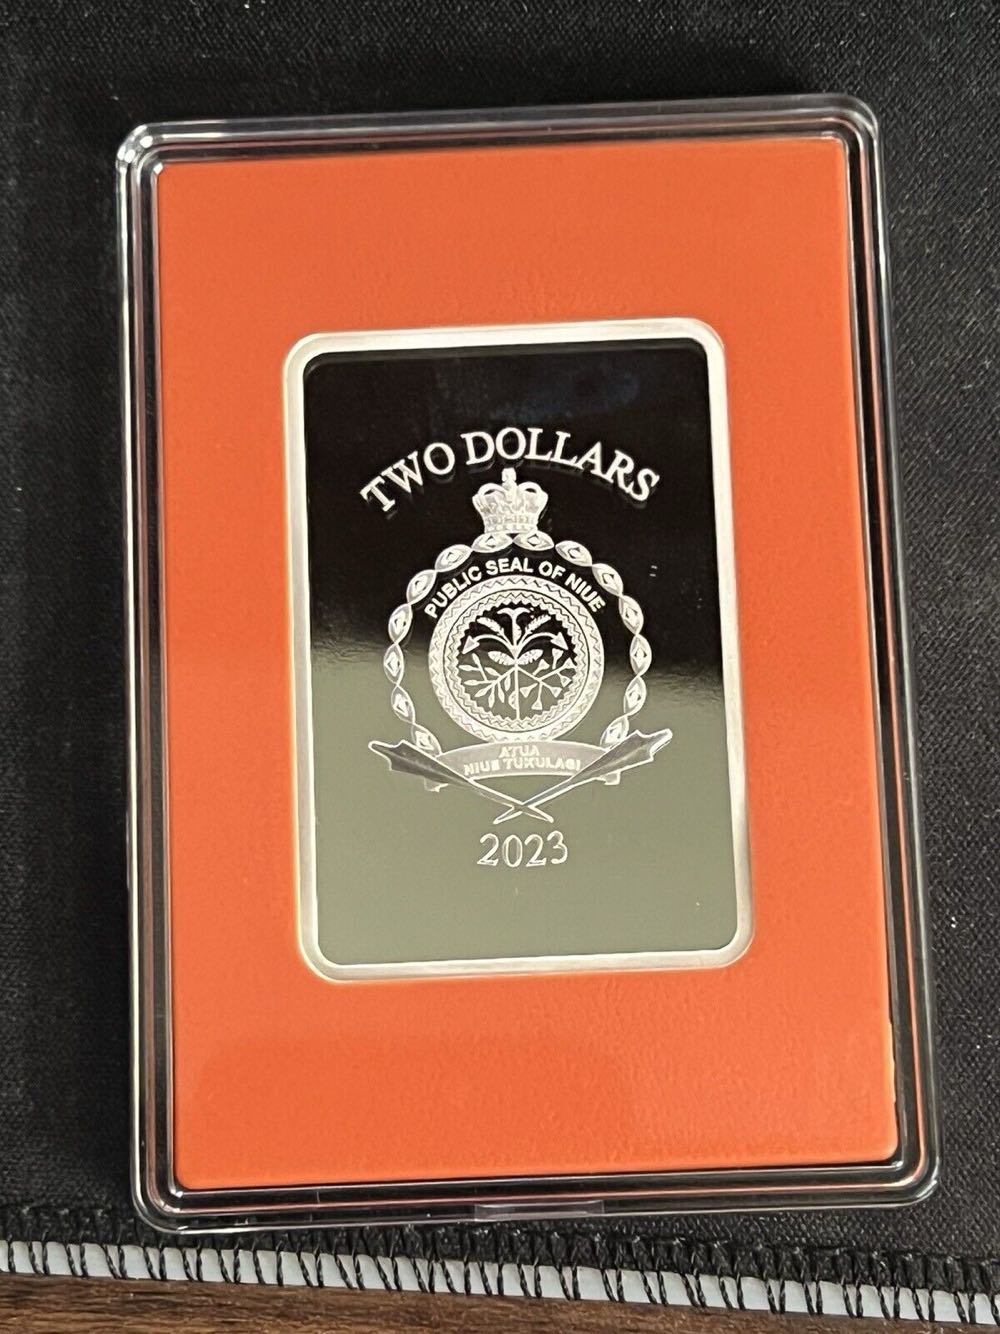 TWO DOLLARS
PUBLIC SEAL OF NIUE
ATUA
NIUE TUKULAGI
2023